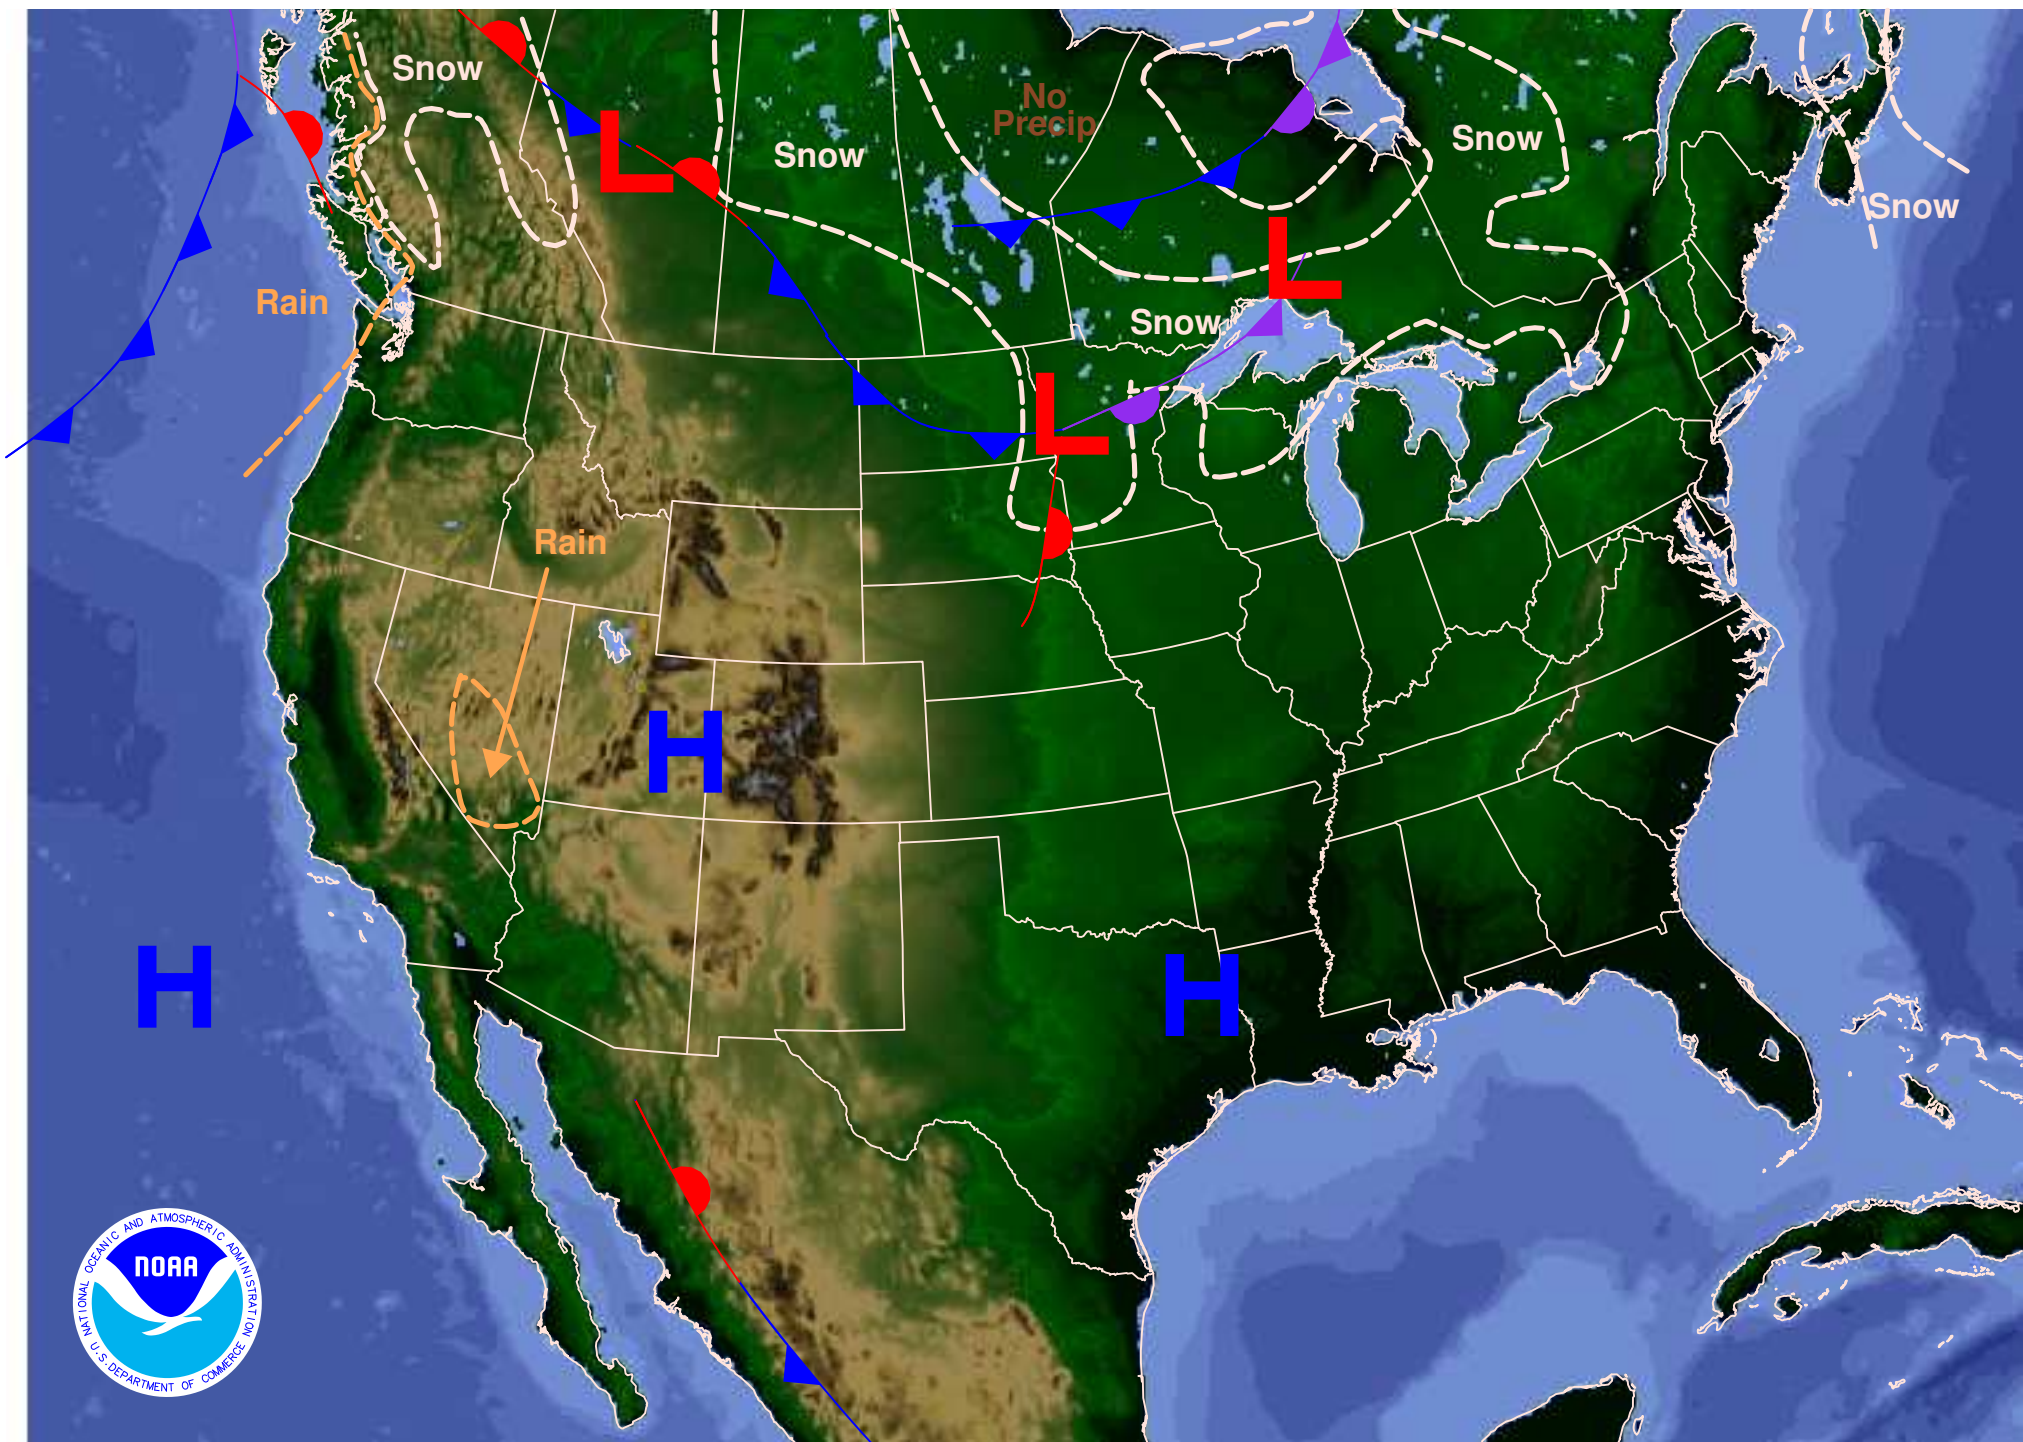 Snow
No
Precip
Snow
Snow
Snow
Rain
L
L
Snow
L
Rain
H
H
H
NATIONAL OCEANIC AND ATMOSPHERIC ADMINISTRATION
NOAA
U.S. DEPARTMENT OF COMMERCE